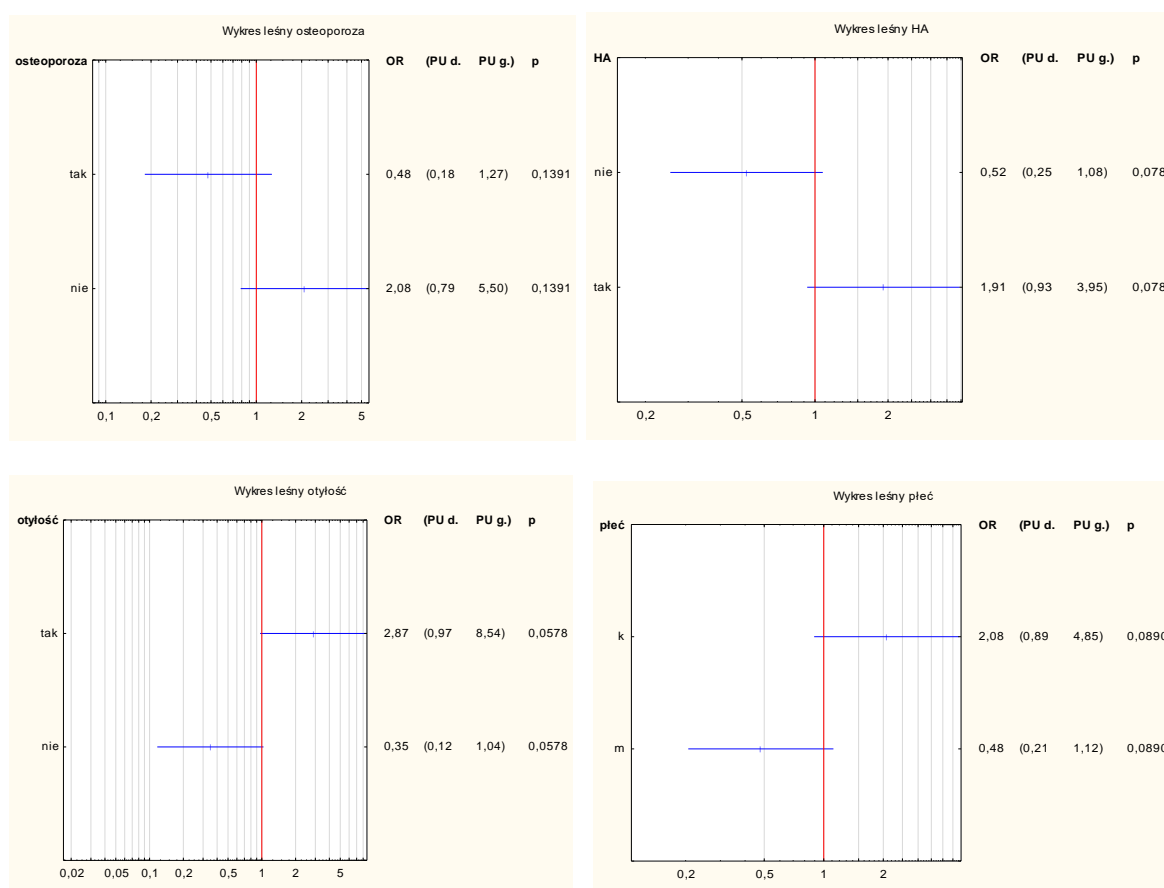 Wykres leśny osteoporoza
osteoporoza OR (PU d. PU g.) p
tak 0,48 (0,18 1,27) 0,1391
nie 2,08 (0,79 5,50) 0,1391
0,1 0,2 0,5 1 2 5
Wykres leśny HA
HA OR (PU d. PU g.) p
nie 0,52 (0,25 1,08) 0,078
tak 1,91 (0,93 3,95) 0,078
0,2 0,5 1 2
Wykres leśny otyłość
otyłość OR (PU d. PU g.) p
tak 2,87 (0,97 8,54) 0,0578
nie 0,35 (0,12 1,04) 0,0578
0,02 0,05 0,1 0,2 0,5 1 2 5
Wykres leśny płeć
płeć OR (PU d. PU g.) p
k 2,08 (0,89 4,85) 0,0890
m 0,48 (0,21 1,12) 0,0890
0,2 0,5 1 2